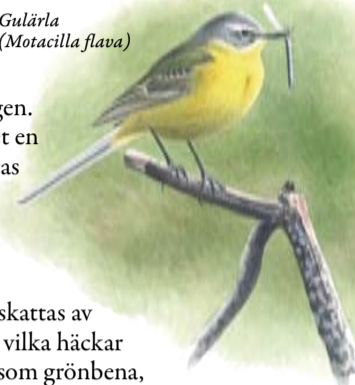 Gulärla
(Motacilla flava)
gen.
t en
as
skattas av
vilka häckar
som grönbena,